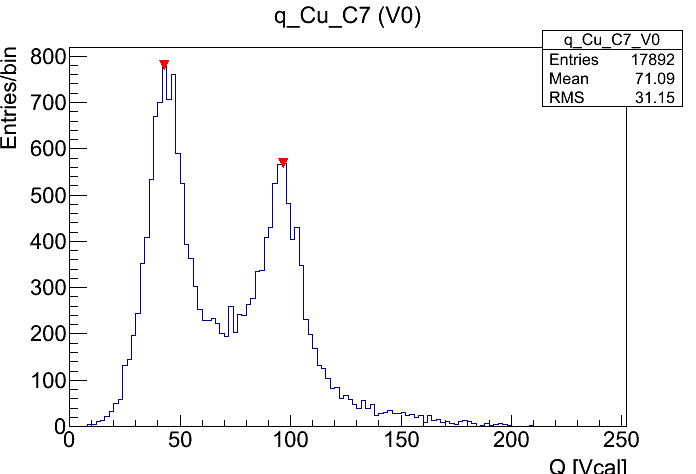 q_Cu_C7 (V0)
q_Cu_C7_V0
Entries 17892
Mean 71.09
RMS 31.15
Entries/bin
800
700
600
500
400
300
200
100
0
0 50 100 150 200 250
Q [Vcal]